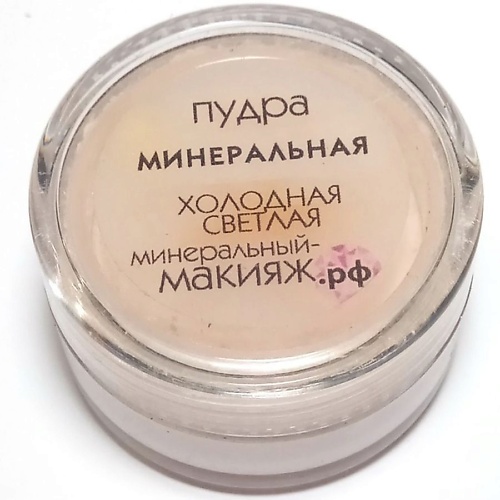 пудра
МИНЕРАЛЬНАЯ
ХОЛОДНАЯ
СВЕТЛАЯ
минеральный-
макияж.рф